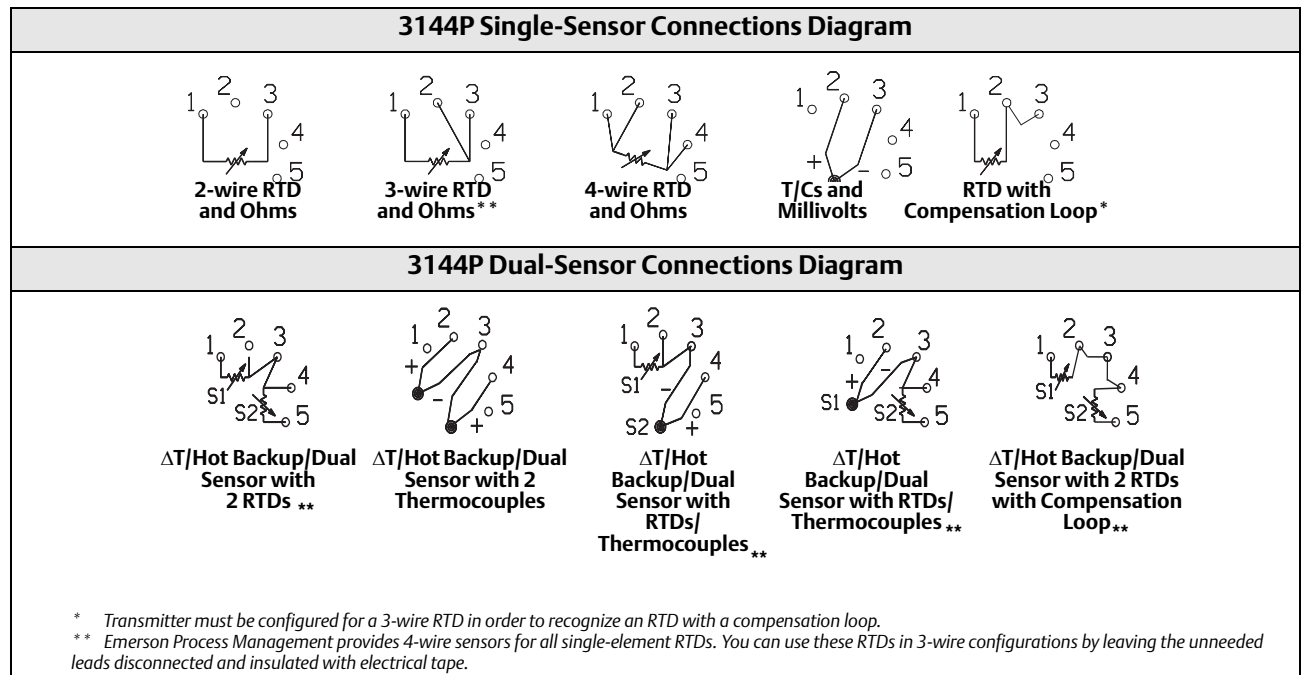 3144P Single-Sensor Connections Diagram
1 2 3 4 5
1 2 3 4 5
1 2 3 4 5
1 2 3 4 5 + -
1 2 3 4 5
2-wire RTD
and Ohms
3-wire RTD
and Ohms**
4-wire RTD
and Ohms
T/Cs and
Millivolts
RTD with
Compensation Loop*
3144P Dual-Sensor Connections Diagram
1 2 3 4 5 S1 S2
1 2 3 4 5 + - +
1 2 3 4 5 S1 - S2 +
1 2 3 4 5 + - S1 S2
1 2 3 4 5 S1 S2
ΔT/Hot Backup/Dual
Sensor with
2 RTDs **
ΔT/Hot Backup/Dual
Sensor with 2
Thermocouples
ΔT/Hot
Backup/Dual
Sensor with
RTDs/
Thermocouples**
ΔT/Hot
Backup/Dual
Sensor with RTDs/
Thermocouples**
ΔT/Hot Backup/Dual
Sensor with 2 RTDs
with Compensation
Loop**
* Transmitter must be configured for a 3-wire RTD in order to recognize an RTD with a compensation loop.
** Emerson Process Management provides 4-wire sensors for all single-element RTDs. You can use these RTDs in 3-wire configurations by leaving the unneeded
leads disconnected and insulated with electrical tape.